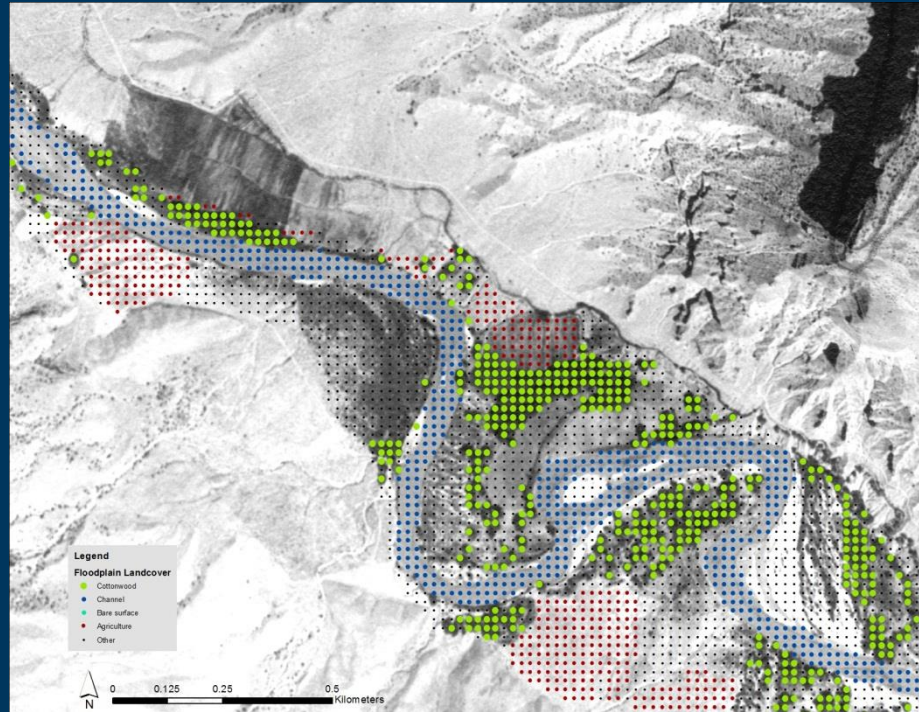 Legend
Floodplain Landcover
Cottonwood
Channel
Bare surface
Agriculture
Other
N
0 0.125 0.25 0.5
Kilometers